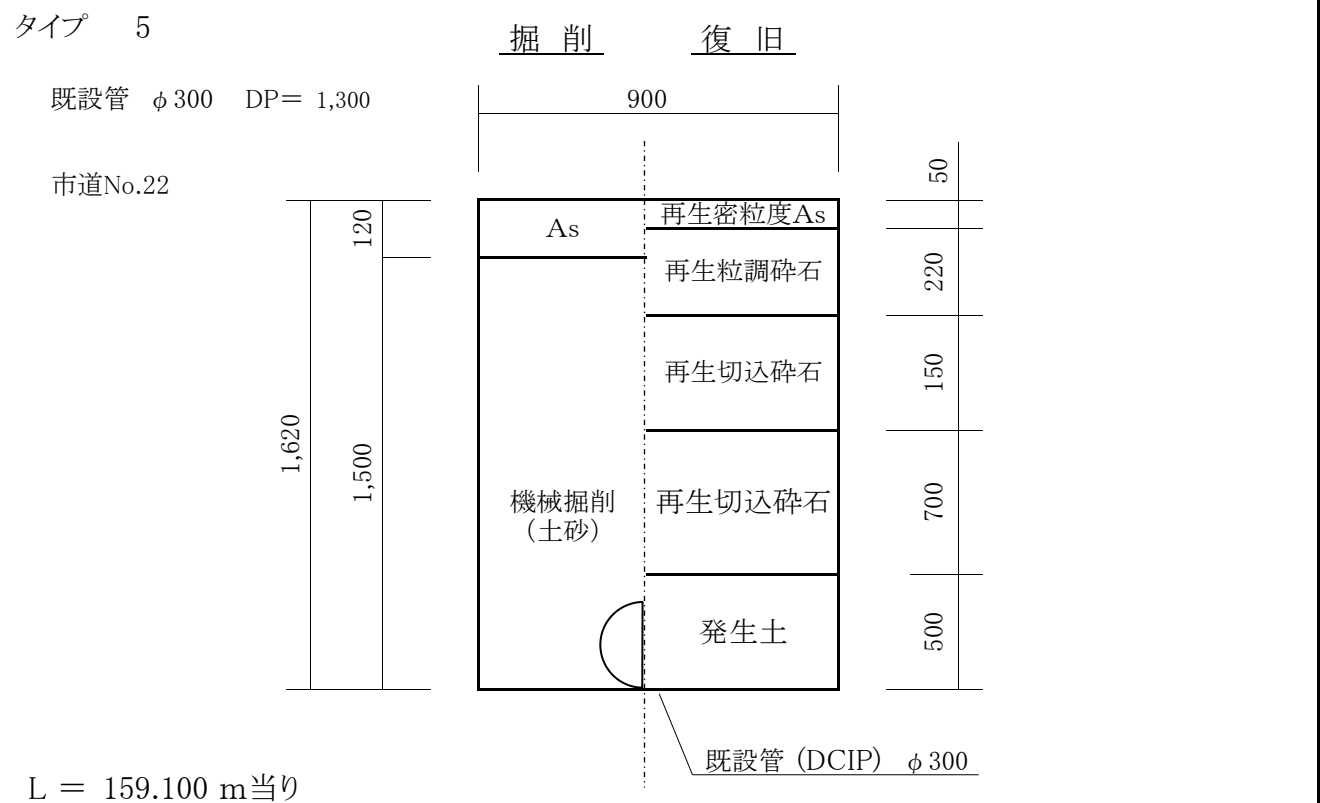 タイプ 5
掘 削 復 旧
既設管 φ300 DP＝ 1,300
900
市道No.22
50
120
As
再生密粒度As
再生粒調砕石
220
再生切込砕石
150
1,620
1,500
機械掘削
（土砂）
再生切込砕石
700
発生土
500
既設管 (DCIP) φ300
L ＝ 159.100 m当り